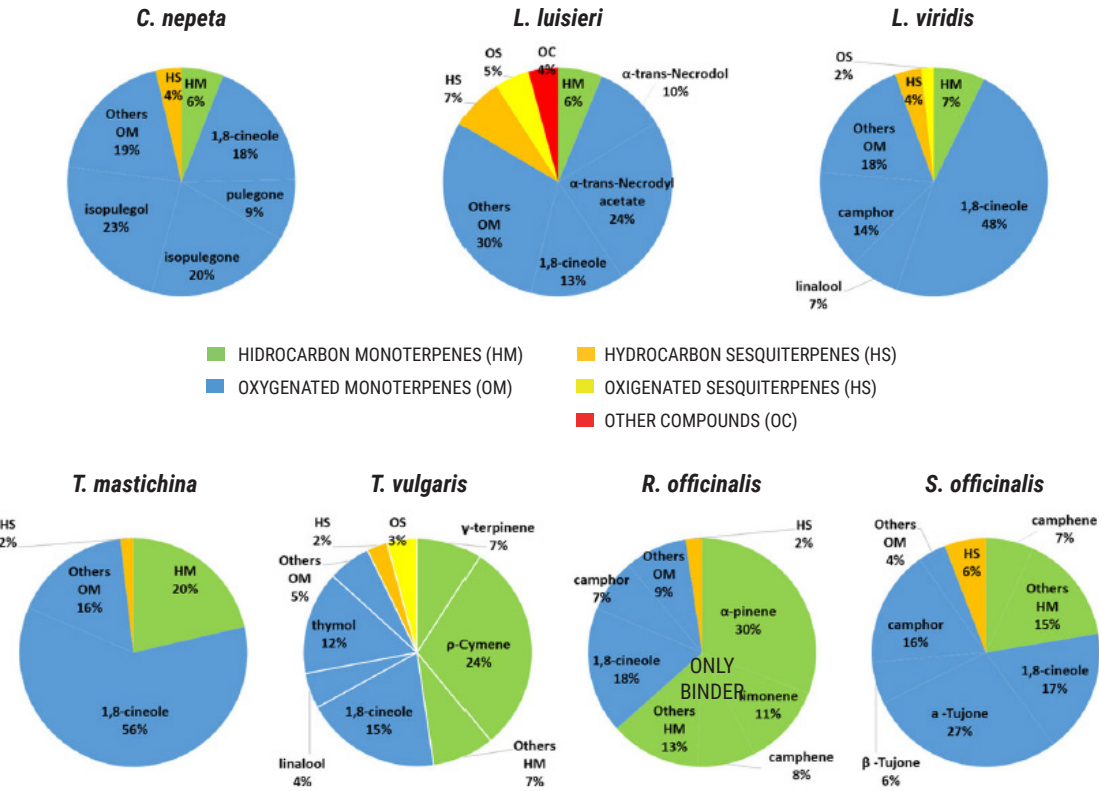 C. nepeta
HS
4%
HM
6%
1,8-cineole
18%
pulegone
9%
isopulegone
20%
isopulegol
23%
Others
OM
19%
L. luisieri
OC
4%
OS
5%
HS
7%
HM
6%
α-trans-Necrodol
10%
α-trans-Necrodyl
acetate
24%
1,8-cineole
13%
Others
OM
30%
L. viridis
OS
2%
HS
4%
HM
7%
1,8-cineole
48%
Others
OM
18%
camphor
14%
linalool
7%
HIDROCARBON MONOTERPENES (HM)
OXYGENATED MONOTERPENES (OM)
HYDROCARBON SESQUITERPENES (HS)
OXIGENATED SESQUITERPENES (HS)
OTHER COMPOUNDS (OC)
T. mastichina
HS
2%
Others
OM
16%
HM
20%
1,8-cineole
56%
T. vulgaris
HS
2%
OS
3%
γ-terpinene
7%
Others
OM
5%
thymol
12%
ρ-Cymene
24%
1,8-cineole
15%
linalool
4%
Others
HM
7%
R. officinalis
HS
2%
Others
OM
9%
camphor
7%
α-pinene
30%
1,8-cineole
18%
ONLY
BINDER
limonene
11%
Others
HM
13%
camphene
8%
S. officinalis
Others
OM
4%
camphene
7%
HS
6%
Others
HM
15%
camphor
16%
1,8-cineole
17%
a -Tujone
27%
β -Tujone
6%